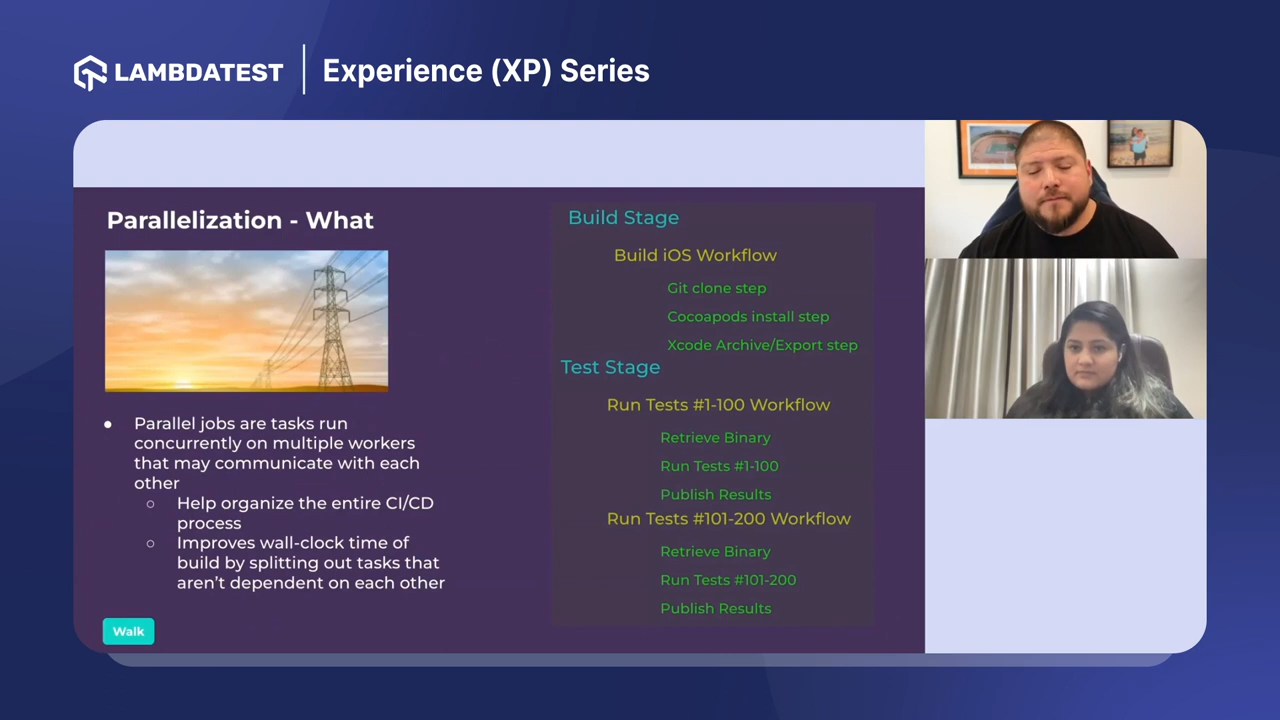 LAMBDATEST
Experience (XP) Series
Parallelization - What
● Parallel jobs are tasks run
concurrently on multiple workers
that may communicate with each
other
○ Help organize the entire CI/CD
process
○ Improves wall-clock time of
build by splitting out tasks that
aren't dependent on each other
Walk
Build Stage
Build iOS Workflow
Git clone step
Cocoapods install step
Xcode Archive/Export step
Test Stage
Run Tests #1-100 Workflow
Retrieve Binary
Run Tests #1-100
Publish Results
Run Tests #101-200 Workflow
Retrieve Binary
Run Tests #101-200
Publish Results